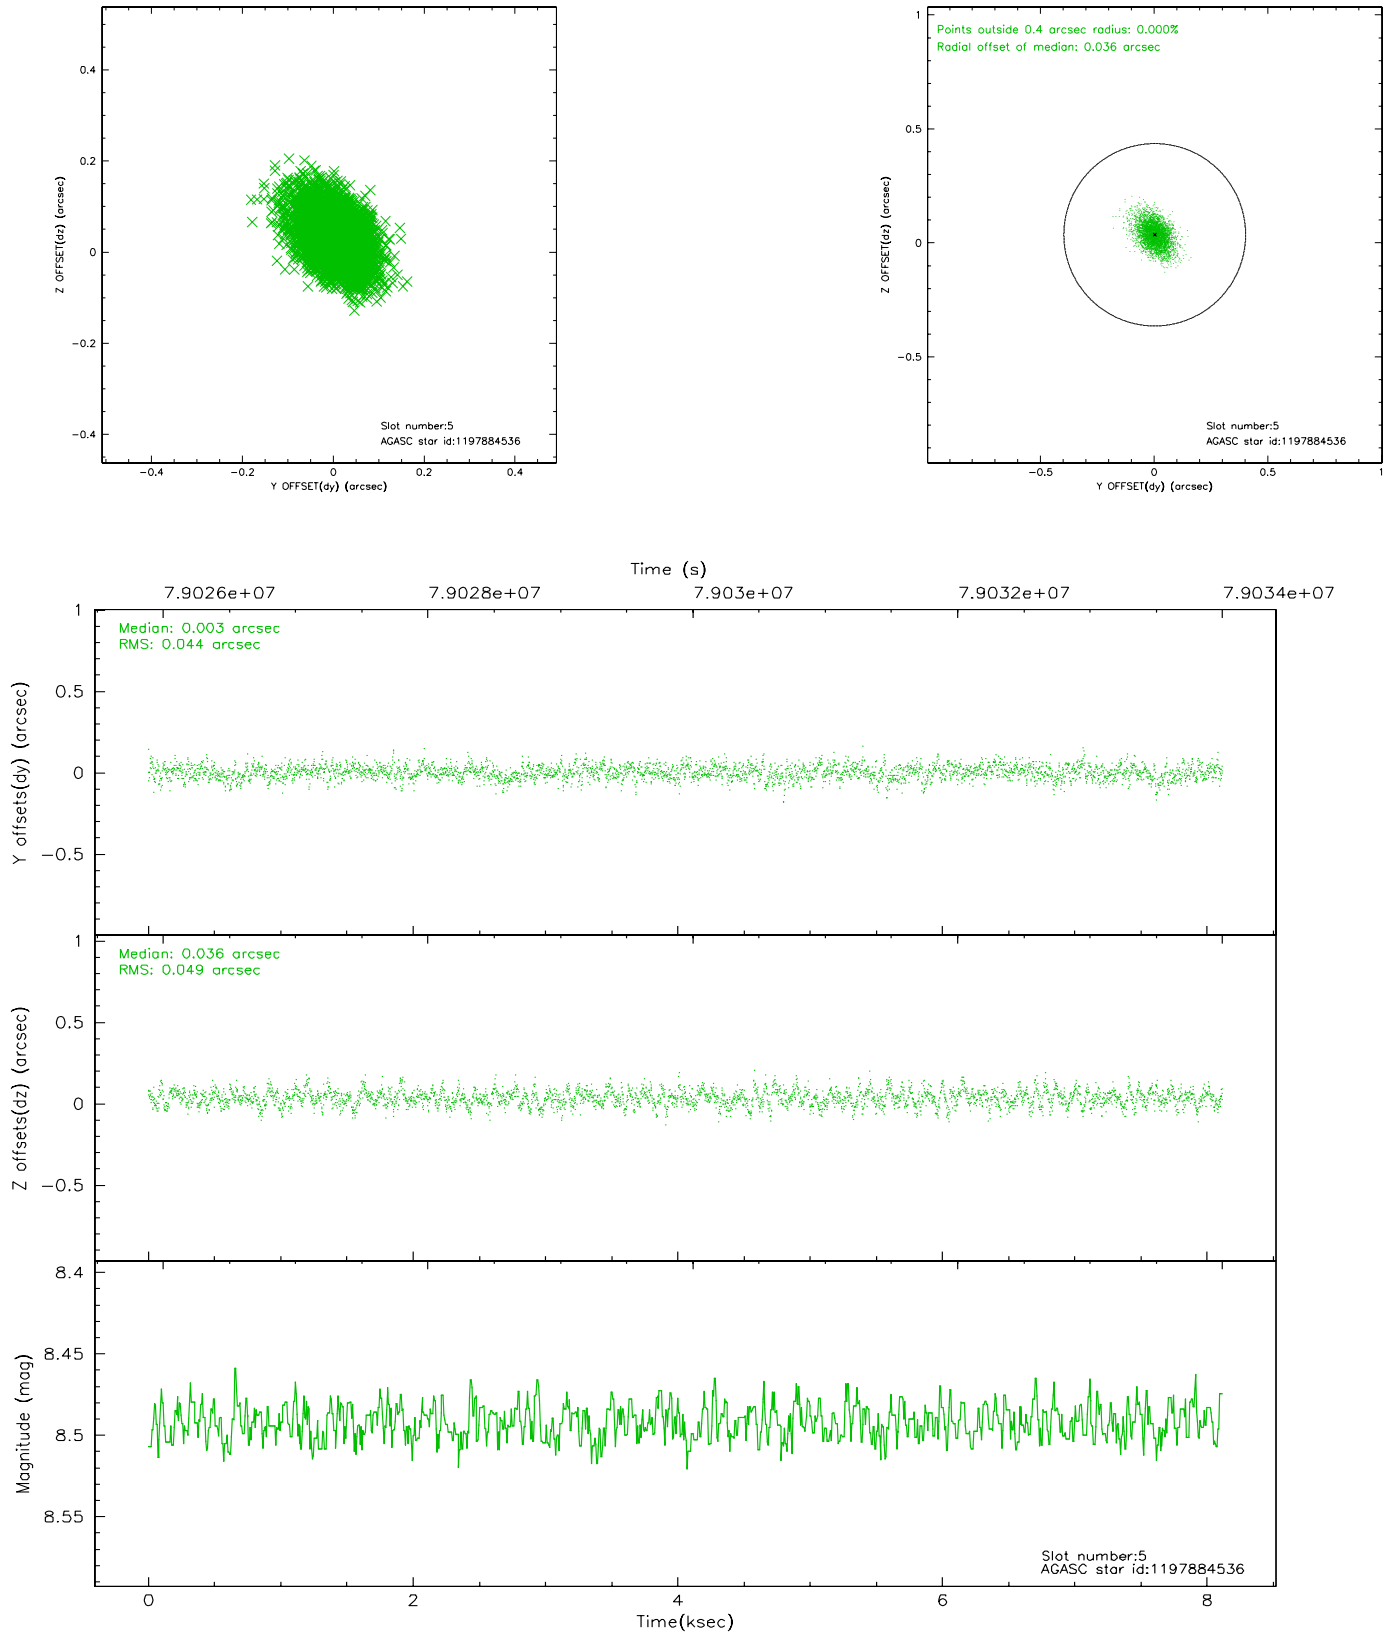 0.4
0.2
0
−0.2
−0.4
Z OFFSET(dz) (arcsec)
Slot number:5
AGASC star id:1197884536
−0.4 −0.2 0 0.2 0.4
Y OFFSET(dy) (arcsec)
Points outside 0.4 arcsec radius: 0.000%
Radial offset of median: 0.036 arcsec
1
0.5
0
−0.5
Z OFFSET(dz) (arcsec)
Slot number:5
AGASC star id:1197884536
−0.5 0 0.5 1
Y OFFSET(dy) (arcsec)
Time (s)
7.9026e+07 7.9028e+07 7.903e+07 7.9032e+07 7.9034e+07
Median: 0.003 arcsec
RMS: 0.044 arcsec
1
0.5
0
−0.5
Y offsets(dy) (arcsec)
Median: 0.036 arcsec
RMS: 0.049 arcsec
1
0.5
0
−0.5
Z offsets(dz) (arcsec)
8.4
8.45
8.5
8.55
Magnitude (mag)
Slot number:5
AGASC star id:1197884536
0 2 4 6 8
Time(ksec)